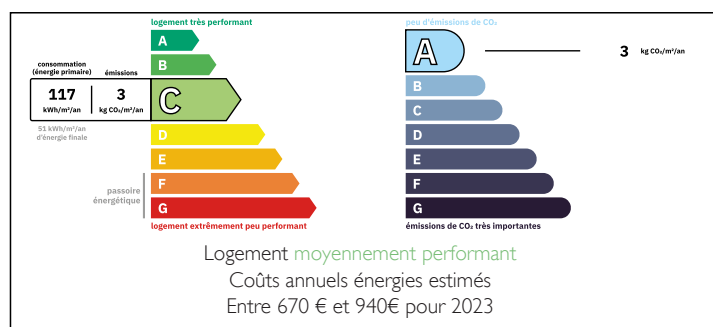 logement très performant
A
B
consommation
(énergie primaire)
émissions
117
kWh/m²/an
3
kg CO₂/m²/an
C
51 kWh/m²/an
d'énergie finale
D
E
passoire
énergétique
F
G
logement extrêmement peu performant
peu d'émissions de CO₂
A
3 kg CO₂/m²/an
B
C
D
E
F
G
émissions de CO₂ très importantes
Logement moyennement performant
Coûts annuels énergies estimés
Entre 670 € et 940€ pour 2023